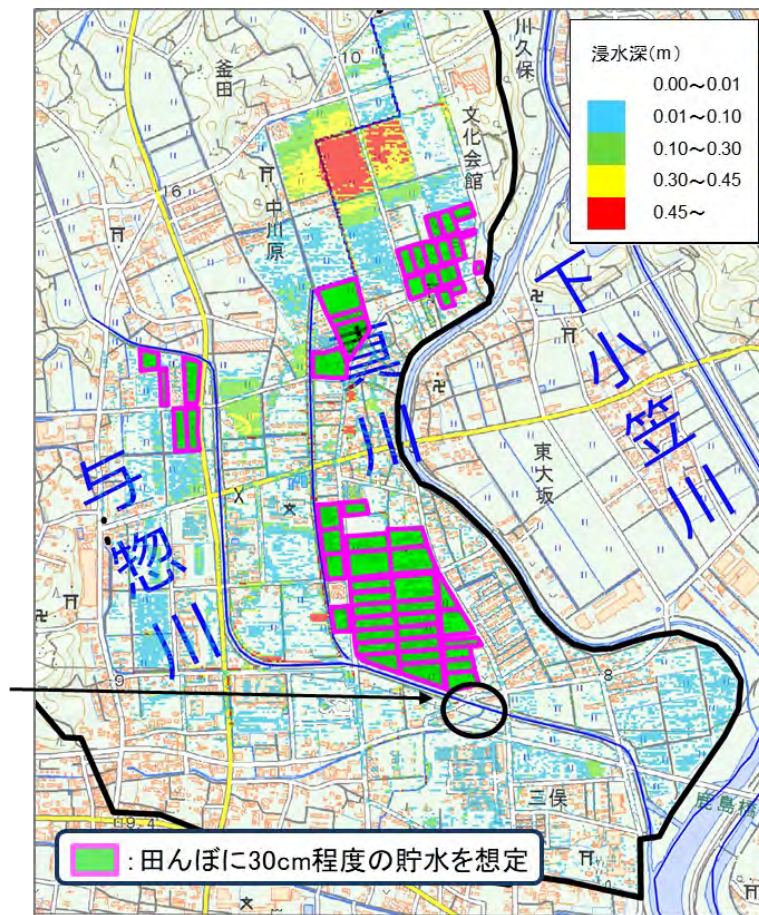 浸水深(m)
0.00～0.01
0.01～0.10
0.10～0.30
0.30～0.45
0.45～
川久保
釜田
10
文化会館
16
中川原
下小笠川
真川
東大坂
与惣川
9
8
三俣
鹿島橋
9.4
:田んぼに30cm程度の貯水を想定